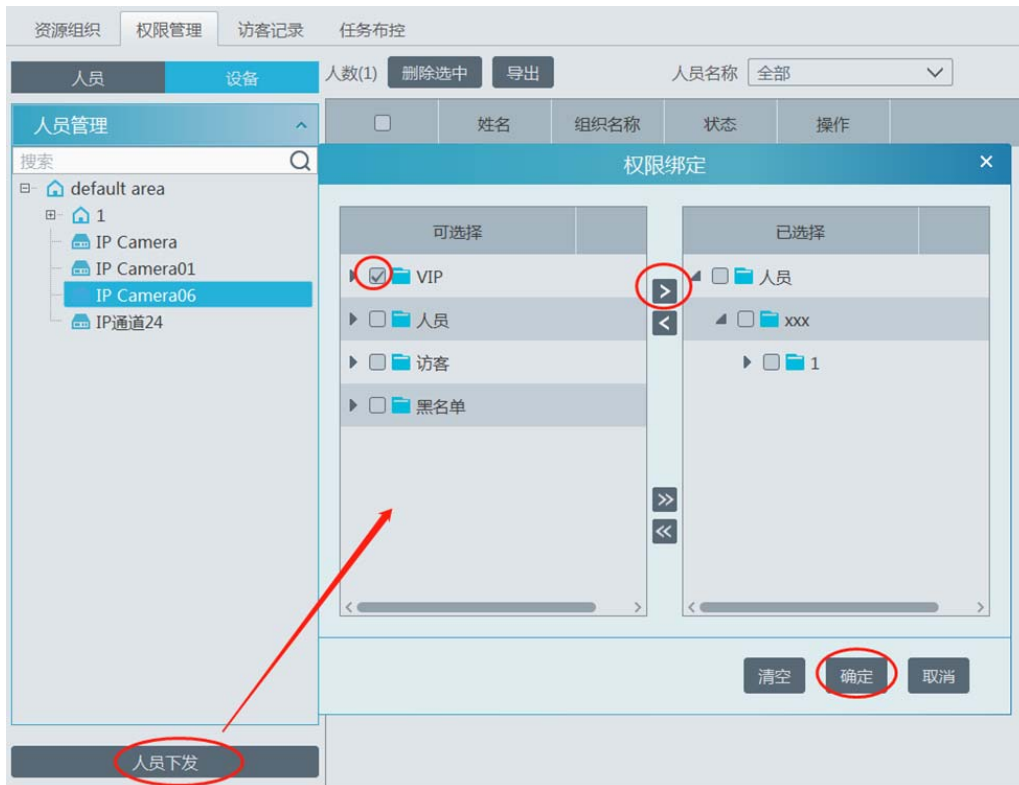 资源组织 权限管理 访客记录 任务布控
人员 设备 人数(1) 删除选中 导出 人员名称 全部
人员管理 姓名 组织名称 状态 操作
搜索
权限绑定
default area
1
IP Camera
IP Camera01
IP Camera06
IP通道24
可选择
VIP
人员
访客
黑名单
已选择
人员
xxx
1
清空 确定 取消
人员下发